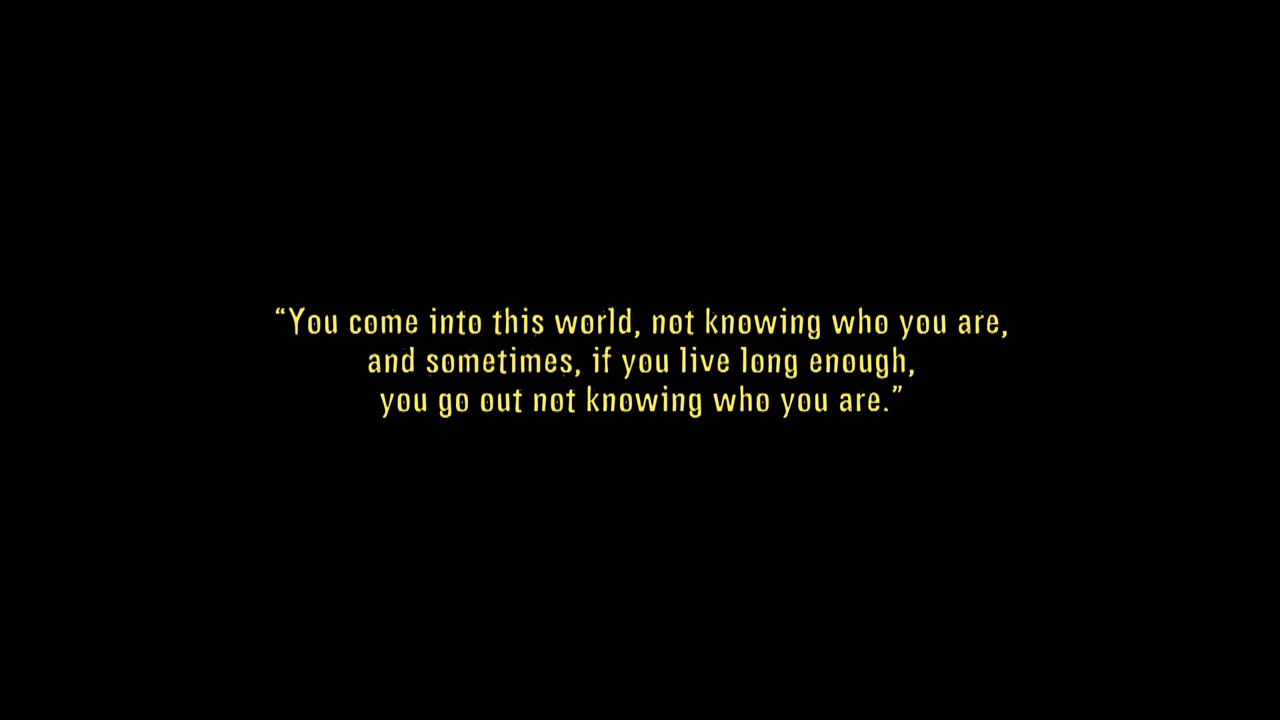 “You come into this world, not knowing who you are,
and sometimes, if you live long enough,
you go out not knowing who you are.”